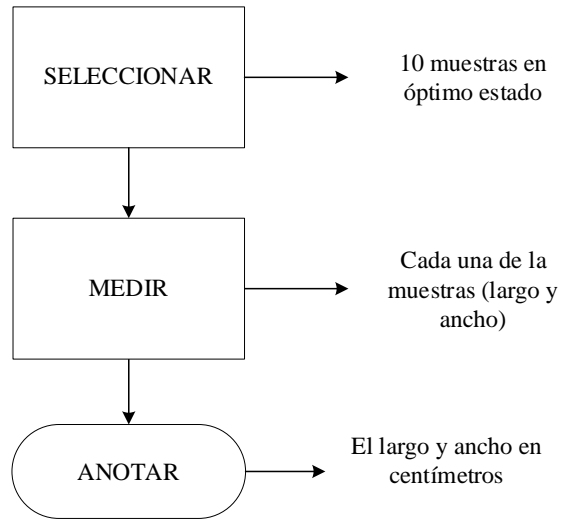 SELECCIONAR
10 muestras en
óptimo estado
MEDIR
Cada una de la
muestras (largo y
ancho)
ANOTAR
El largo y ancho en
centímetros